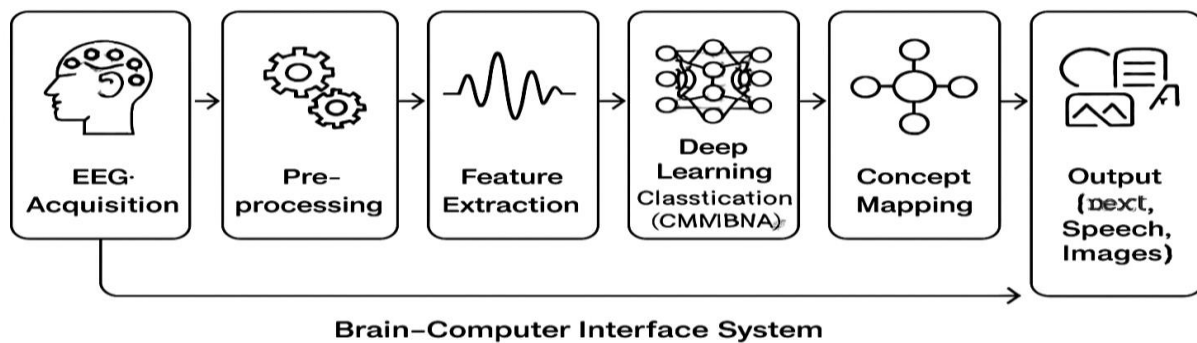 EEG·
Acquisition
Pre-
processing
Feature
Extraction
Deep
Learning
Classtication
(CMMBNA)
Concept
Mapping
Output
Speech,
Images)
Brain–Computer Interface System